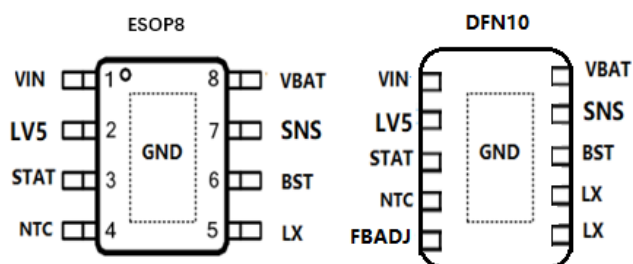 ESOP8
VIN 1 8 VBAT
LV5 2 7 SNS
GND
STAT 3 6 BST
NTC 4 5 LX
DFN10
VIN VBAT
LV5 SNS
STAT GND BST
NTC LX
FBADJ LX